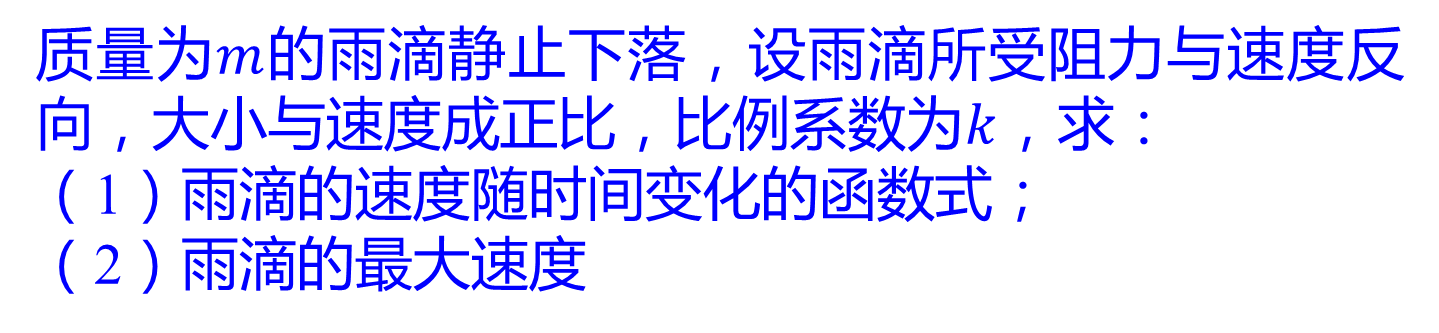 质量为m的雨滴静止下落，设雨滴所受阻力与速度反
向，大小与速度成正比，比例系数为k，求：
（1）雨滴的速度随时间变化的函数式；
（2）雨滴的最大速度